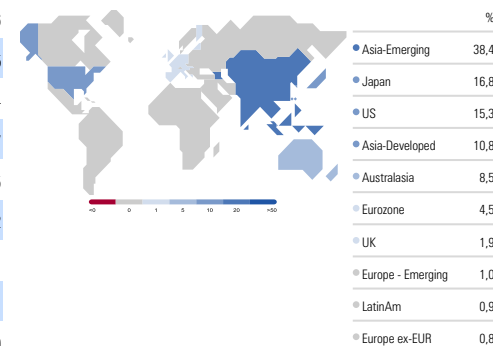 %
Asia-Emerging 38,4
Japan 16,8
US 15,3
Asia-Developed 10,8
Australasia 8,5
Eurozone 4,5
UK 1,9
Europe - Emerging 1,0
LatinAm 0,9
Europe ex-EUR 0,8
<0 0 1 5 10 20 >50